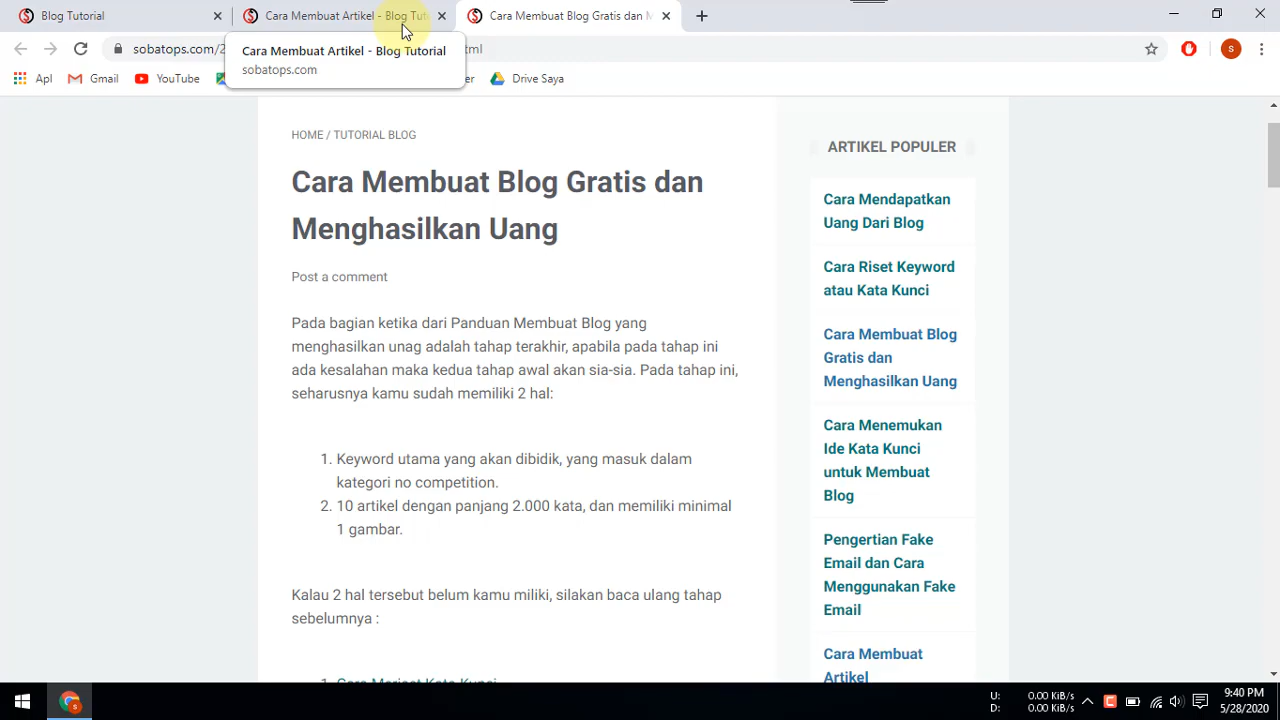 Blog Tutorial
Cara Membuat Artikel - Blog Tut
Cara Membuat Blog Gratis dan M
sobatops.com/2
html
Cara Membuat Artikel - Blog Tutorial
sobatops.com
Apl
Gmail
YouTube
Drive Saya
HOME / TUTORIAL BLOG
Cara Membuat Blog Gratis dan
Menghasilkan Uang
Post a comment
Pada bagian ketika dari Panduan Membuat Blog yang
menghasilkan unag adalah tahap terakhir, apabila pada tahap ini
ada kesalahan maka kedua tahap awal akan sia-sia. Pada tahap ini,
seharusnya kamu sudah memiliki 2 hal:
1. Keyword utama yang akan dibidik, yang masuk dalam
kategori no competition.
2. 10 artikel dengan panjang 2.000 kata, dan memiliki minimal
1 gambar.
Kalau 2 hal tersebut belum kamu miliki, silakan baca ulang tahap
sebelumnya :
1. Cara Meriset Kata Kunci
ARTIKEL POPULER
Cara Mendapatkan
Uang Dari Blog
Cara Riset Keyword
atau Kata Kunci
Cara Membuat Blog
Gratis dan
Menghasilkan Uang
Cara Menemukan
Ide Kata Kunci
untuk Membuat
Blog
Pengertian Fake
Email dan Cara
Menggunakan Fake
Email
Cara Membuat
Artikel
U: 0.00 KiB/s
D: 0.00 KiB/s
9:40 PM
5/28/2020